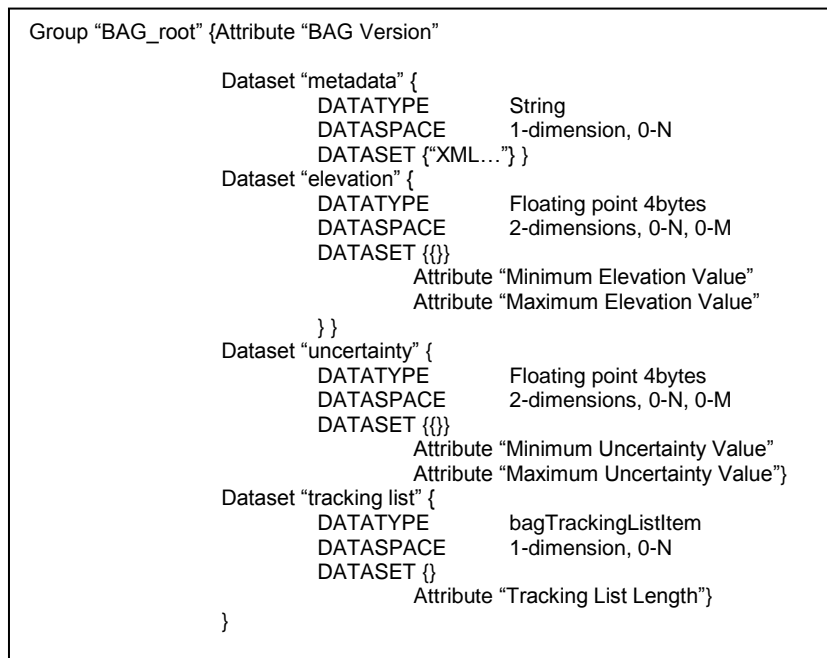 Group “BAG_root” {Attribute “BAG Version”
Dataset “metadata” {
DATATYPE String
DATASPACE 1-dimension, 0-N
DATASET {“XML…”} }
Dataset “elevation” {
DATATYPE Floating point 4bytes
DATASPACE 2-dimensions, 0-N, 0-M
DATASET {{}}
Attribute “Minimum Elevation Value”
Attribute “Maximum Elevation Value”
} }
Dataset “uncertainty” {
DATATYPE Floating point 4bytes
DATASPACE 2-dimensions, 0-N, 0-M
DATASET {{}}
Attribute “Minimum Uncertainty Value”
Attribute “Maximum Uncertainty Value”}
Dataset “tracking list” {
DATATYPE bagTrackingListItem
DATASPACE 1-dimension, 0-N
DATASET {}
Attribute “Tracking List Length”}
}